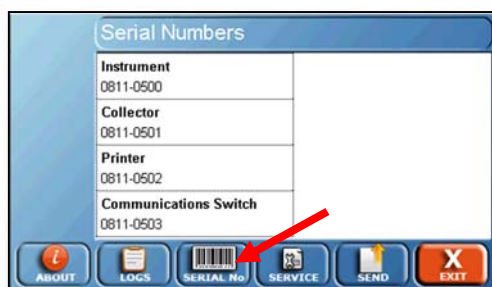 Serial Numbers
Instrument
0811-0500
Collector
0811-0501
Printer
0811-0502
Communications Switch
0811-0503
ABOUT
LOGS
SERIAL No
SERVICE
SEND
X
EXIT